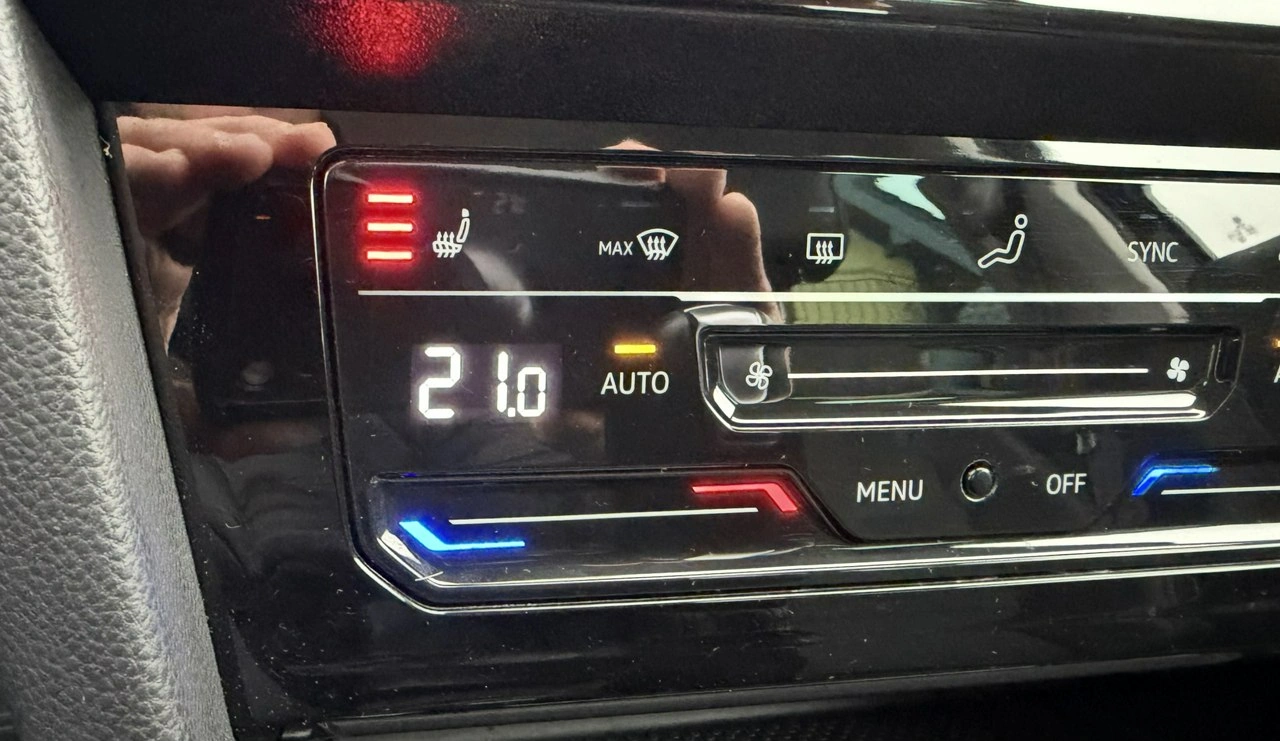 MAX
SYNC
21.0
AUTO
MENU
OFF